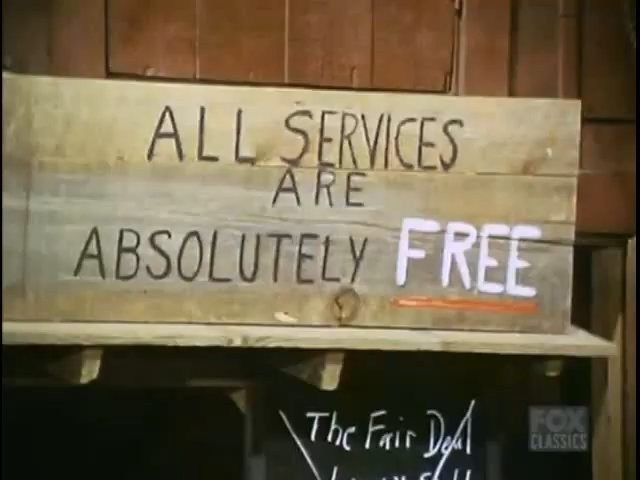 ALL SERVICES
ARE
ABSOLUTELY FREE
The Fair Deal
FOX
CLASSICS